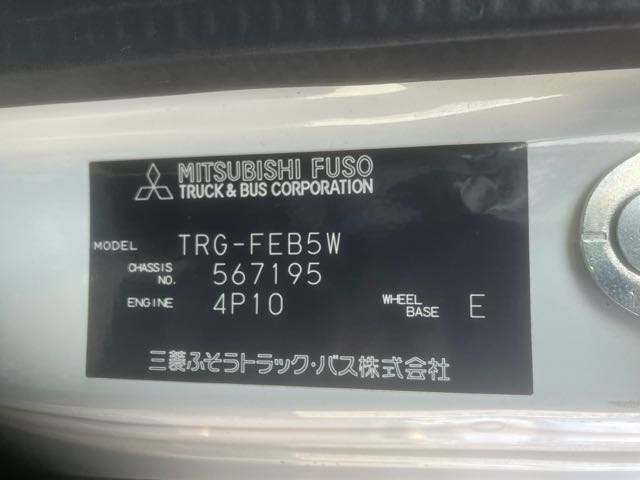 MITSUBISHI FUSO
TRUCK & BUS CORPORATION
MODEL TRG-FEB5W
CHASSIS NO. 567195
ENGINE 4P10 WHEEL BASE E
三菱ふそうトラック・バス株式会社